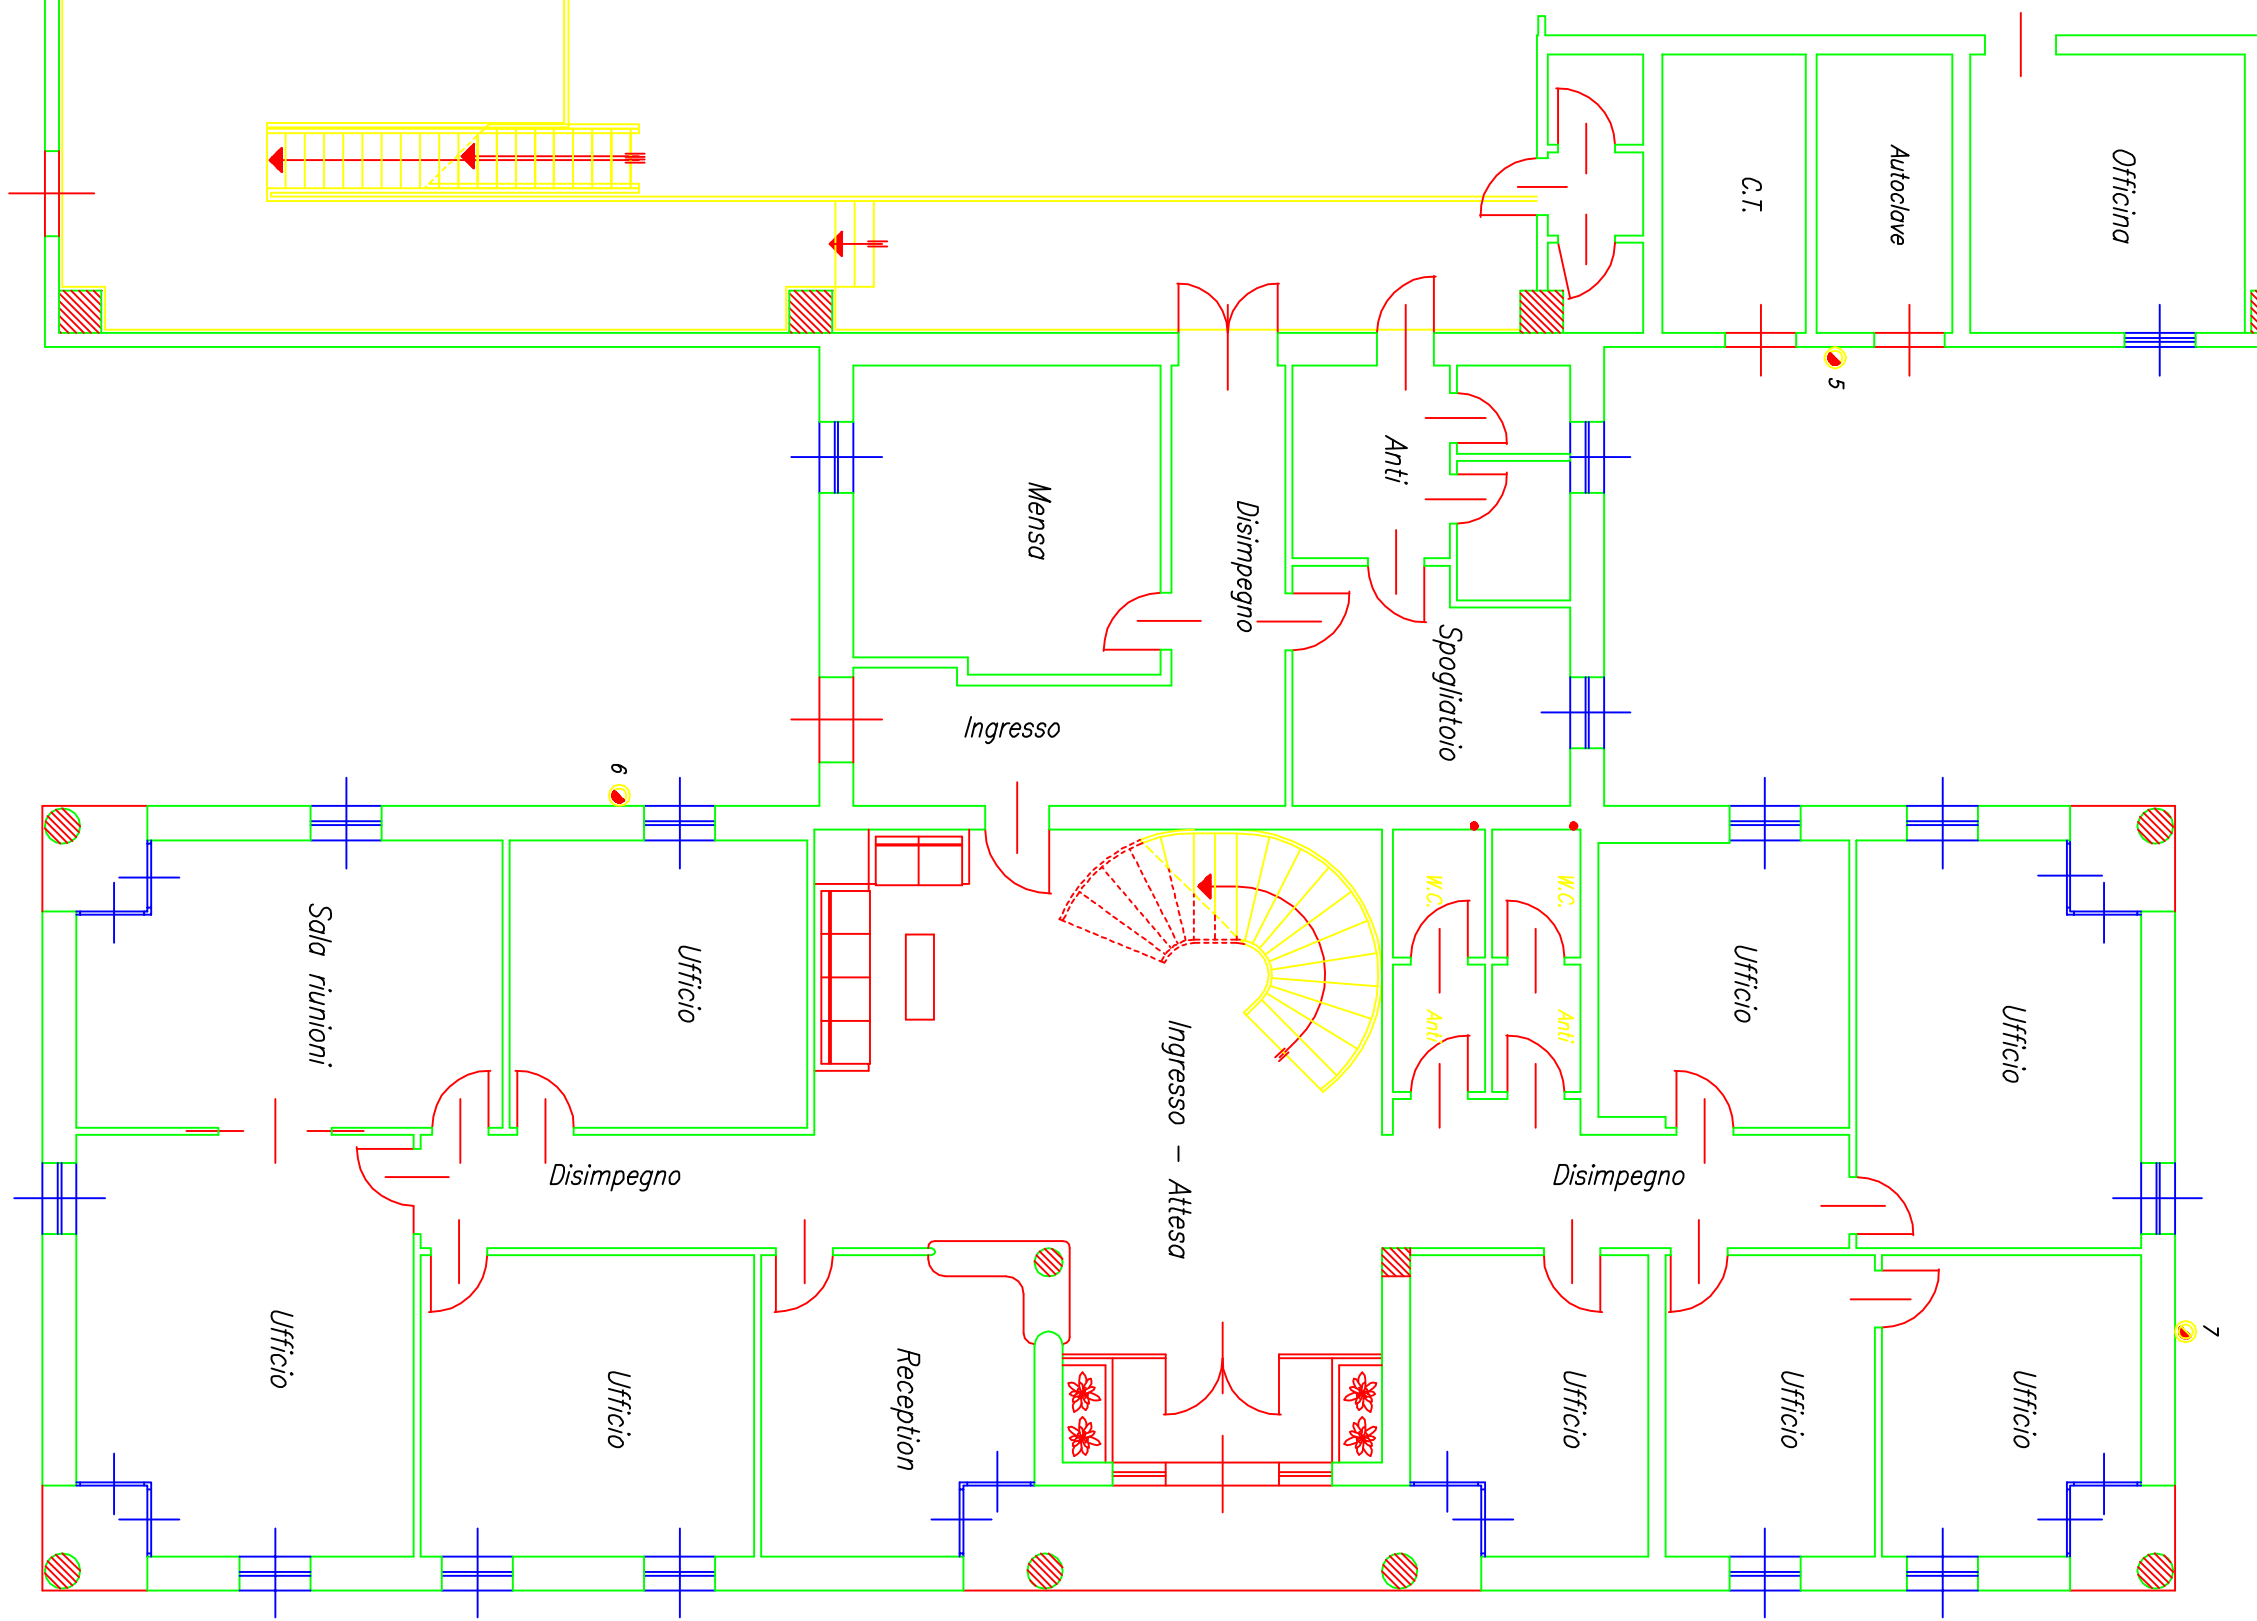 C.T.
Autoclave
Officina
5
Mensa
Anti
Disimpegno
Spogliatoio
Ingresso
6
W.C.
W.C.
Sala riunioni
Ufficio
Ufficio
Ufficio
Anti
Anti
Ingresso - Attesa
Disimpegno
Disimpegno
7
Ufficio
Ufficio
Reception
Ufficio
Ufficio
Ufficio